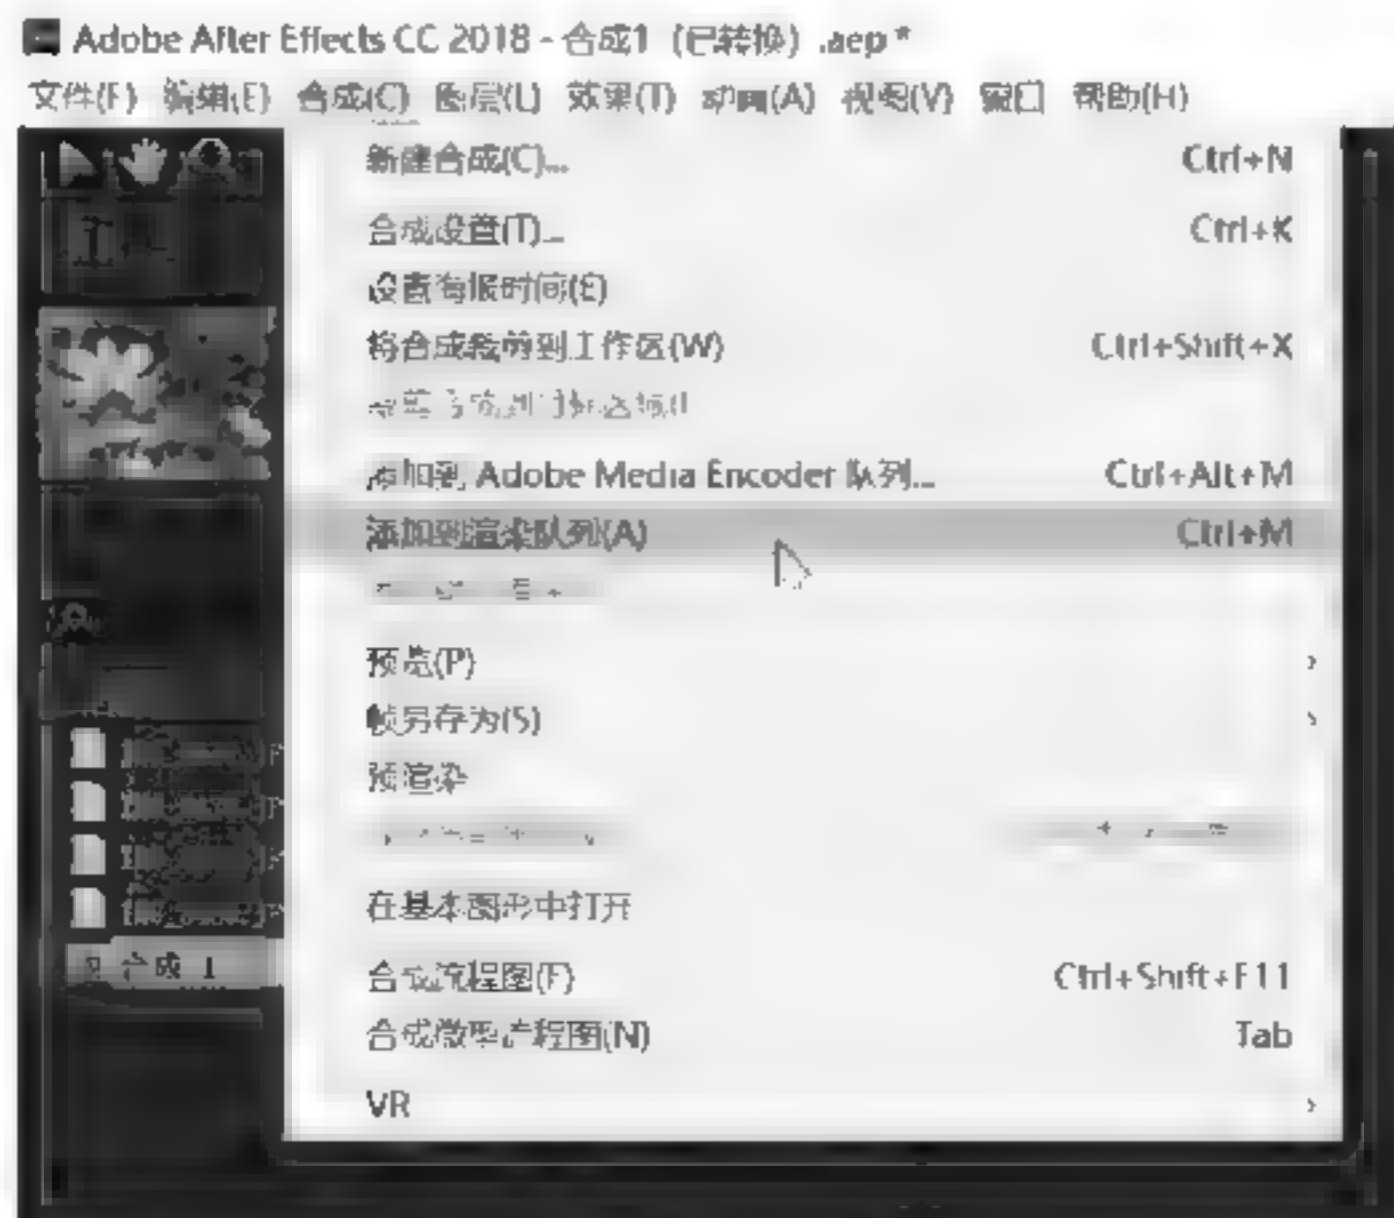 Adobe After Effects CC 2018 - 合成1 (已转换) .aep *
文件(F) 编辑(E) 合成(C) 图层(L) 效果(T) 动画(A) 视图(V) 窗口 帮助(H)
新建合成(C)... Ctrl+N
合成设置(T)... Ctrl+K
设置海报时间(E)
将合成裁剪到工作区(W) Ctrl+Shift+X
添加到 Adobe Media Encoder 队列... Ctrl+Alt+M
添加到渲染队列(A) Ctrl+M
预览(P)
帧另存为(S)
预渲染
在基本图形中打开
合成 1
合成流程图(F) Ctrl+Shift+F11
合成微型流程图(N) Tab
VR